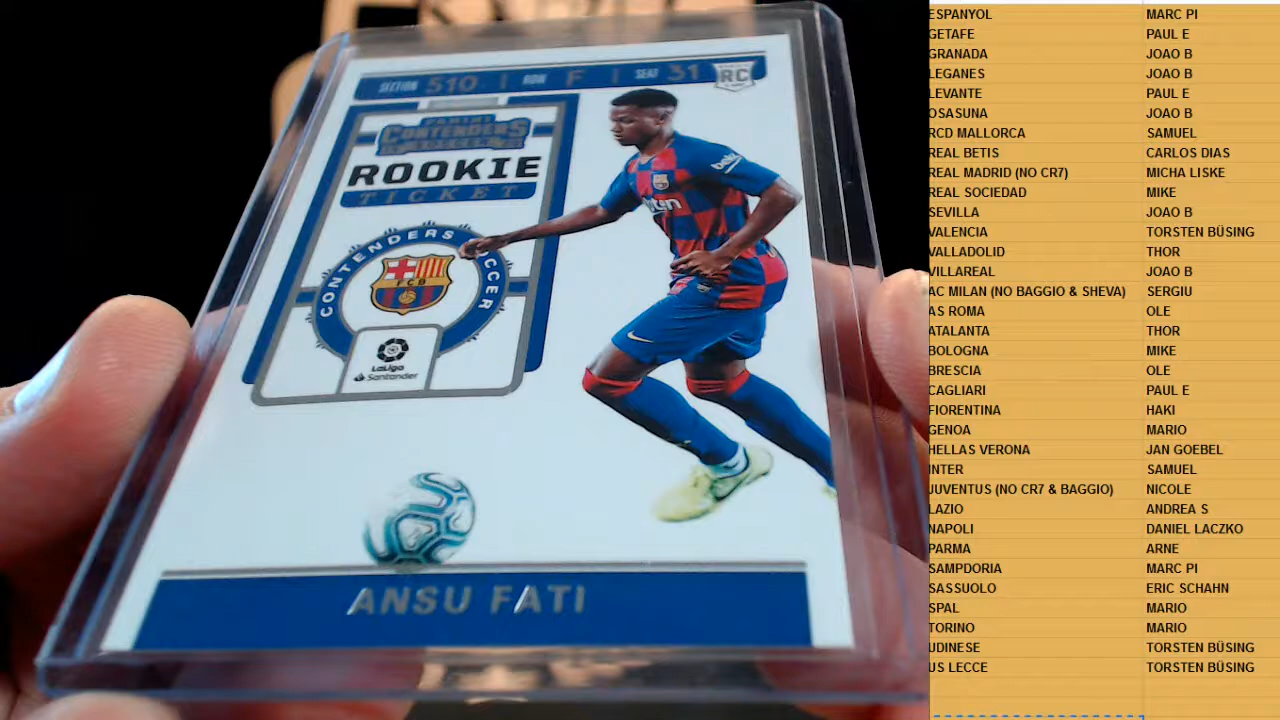 SECTION 510 | ROW F | SEAT 31 RC
PANINI
CONTENDERS
ROOKIE
TICKET
CONTENDERS SOCCER
FCB
LaLiga
Santander
beko
ANSU FATI
ESPANYOL MARC PI
GETAFE PAUL E
GRANADA JOAO B
LEGANES JOAO B
LEVANTE PAUL E
OSASUNA JOAO B
RCD MALLORCA SAMUEL
REAL BETIS CARLOS DIAS
REAL MADRID (NO CR7) MICHA LISKE
REAL SOCIEDAD MIKE
SEVILLA JOAO B
VALENCIA TORSTEN BÜSING
VALLADOLID THOR
VILLAREAL JOAO B
AC MILAN (NO BAGGIO & SHEVA) SERGIU
AS ROMA OLE
ATALANTA THOR
BOLOGNA MIKE
BRESCIA OLE
CAGLIARI PAUL E
FIORENTINA HAKI
GENOA MARIO
HELLAS VERONA JAN GOEBEL
INTER SAMUEL
JUVENTUS (NO CR7 & BAGGIO) NICOLE
LAZIO ANDREA S
NAPOLI DANIEL LACZKO
PARMA ARNE
SAMPDORIA MARC PI
SASSUOLO ERIC SCHAHN
SPAL MARIO
TORINO MARIO
UDINESE TORSTEN BÜSING
US LECCE TORSTEN BÜSING